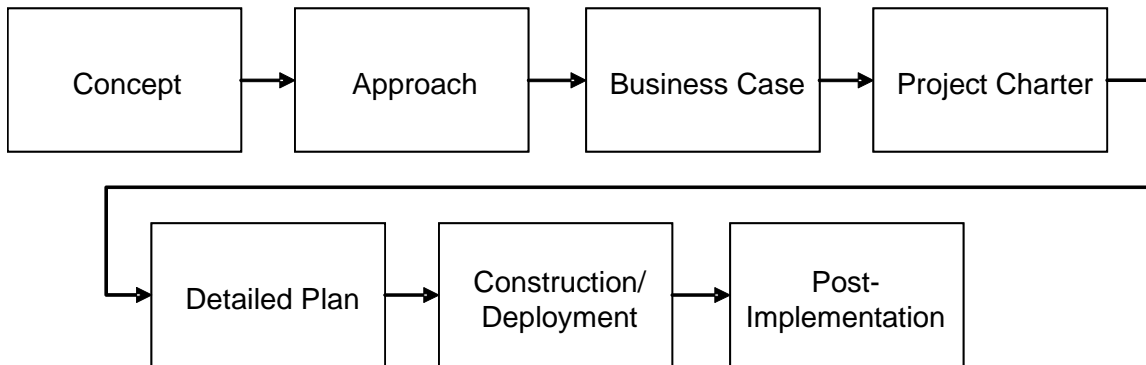 Concept
Approach
Business Case
Project Charter
Detailed Plan
Construction/
Deployment
Post-
Implementation